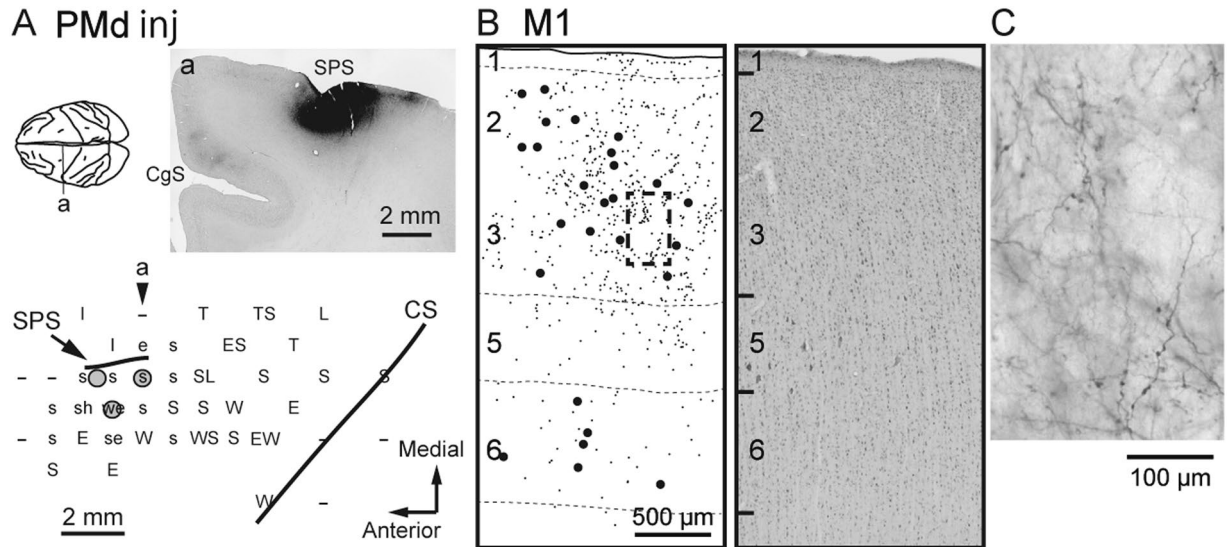 A PMd inj
a
SPS
CgS
2 mm
a
a
I – T TS L
SPS
CS
I e s ES T
– – s s s s SL S S S
s sh we s S S W E
– s E se W s WS S EW – –
S E
W –
Medial
Anterior
2 mm
B M1
1
2
3
5
6
500 µm
1
2
3
5
6
C
100 µm